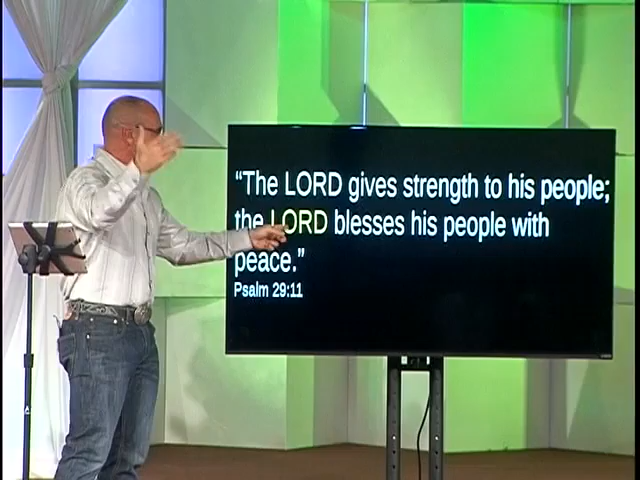 “The LORD gives strength to his people;
the LORD blesses his people with
peace.”
Psalm 29:11